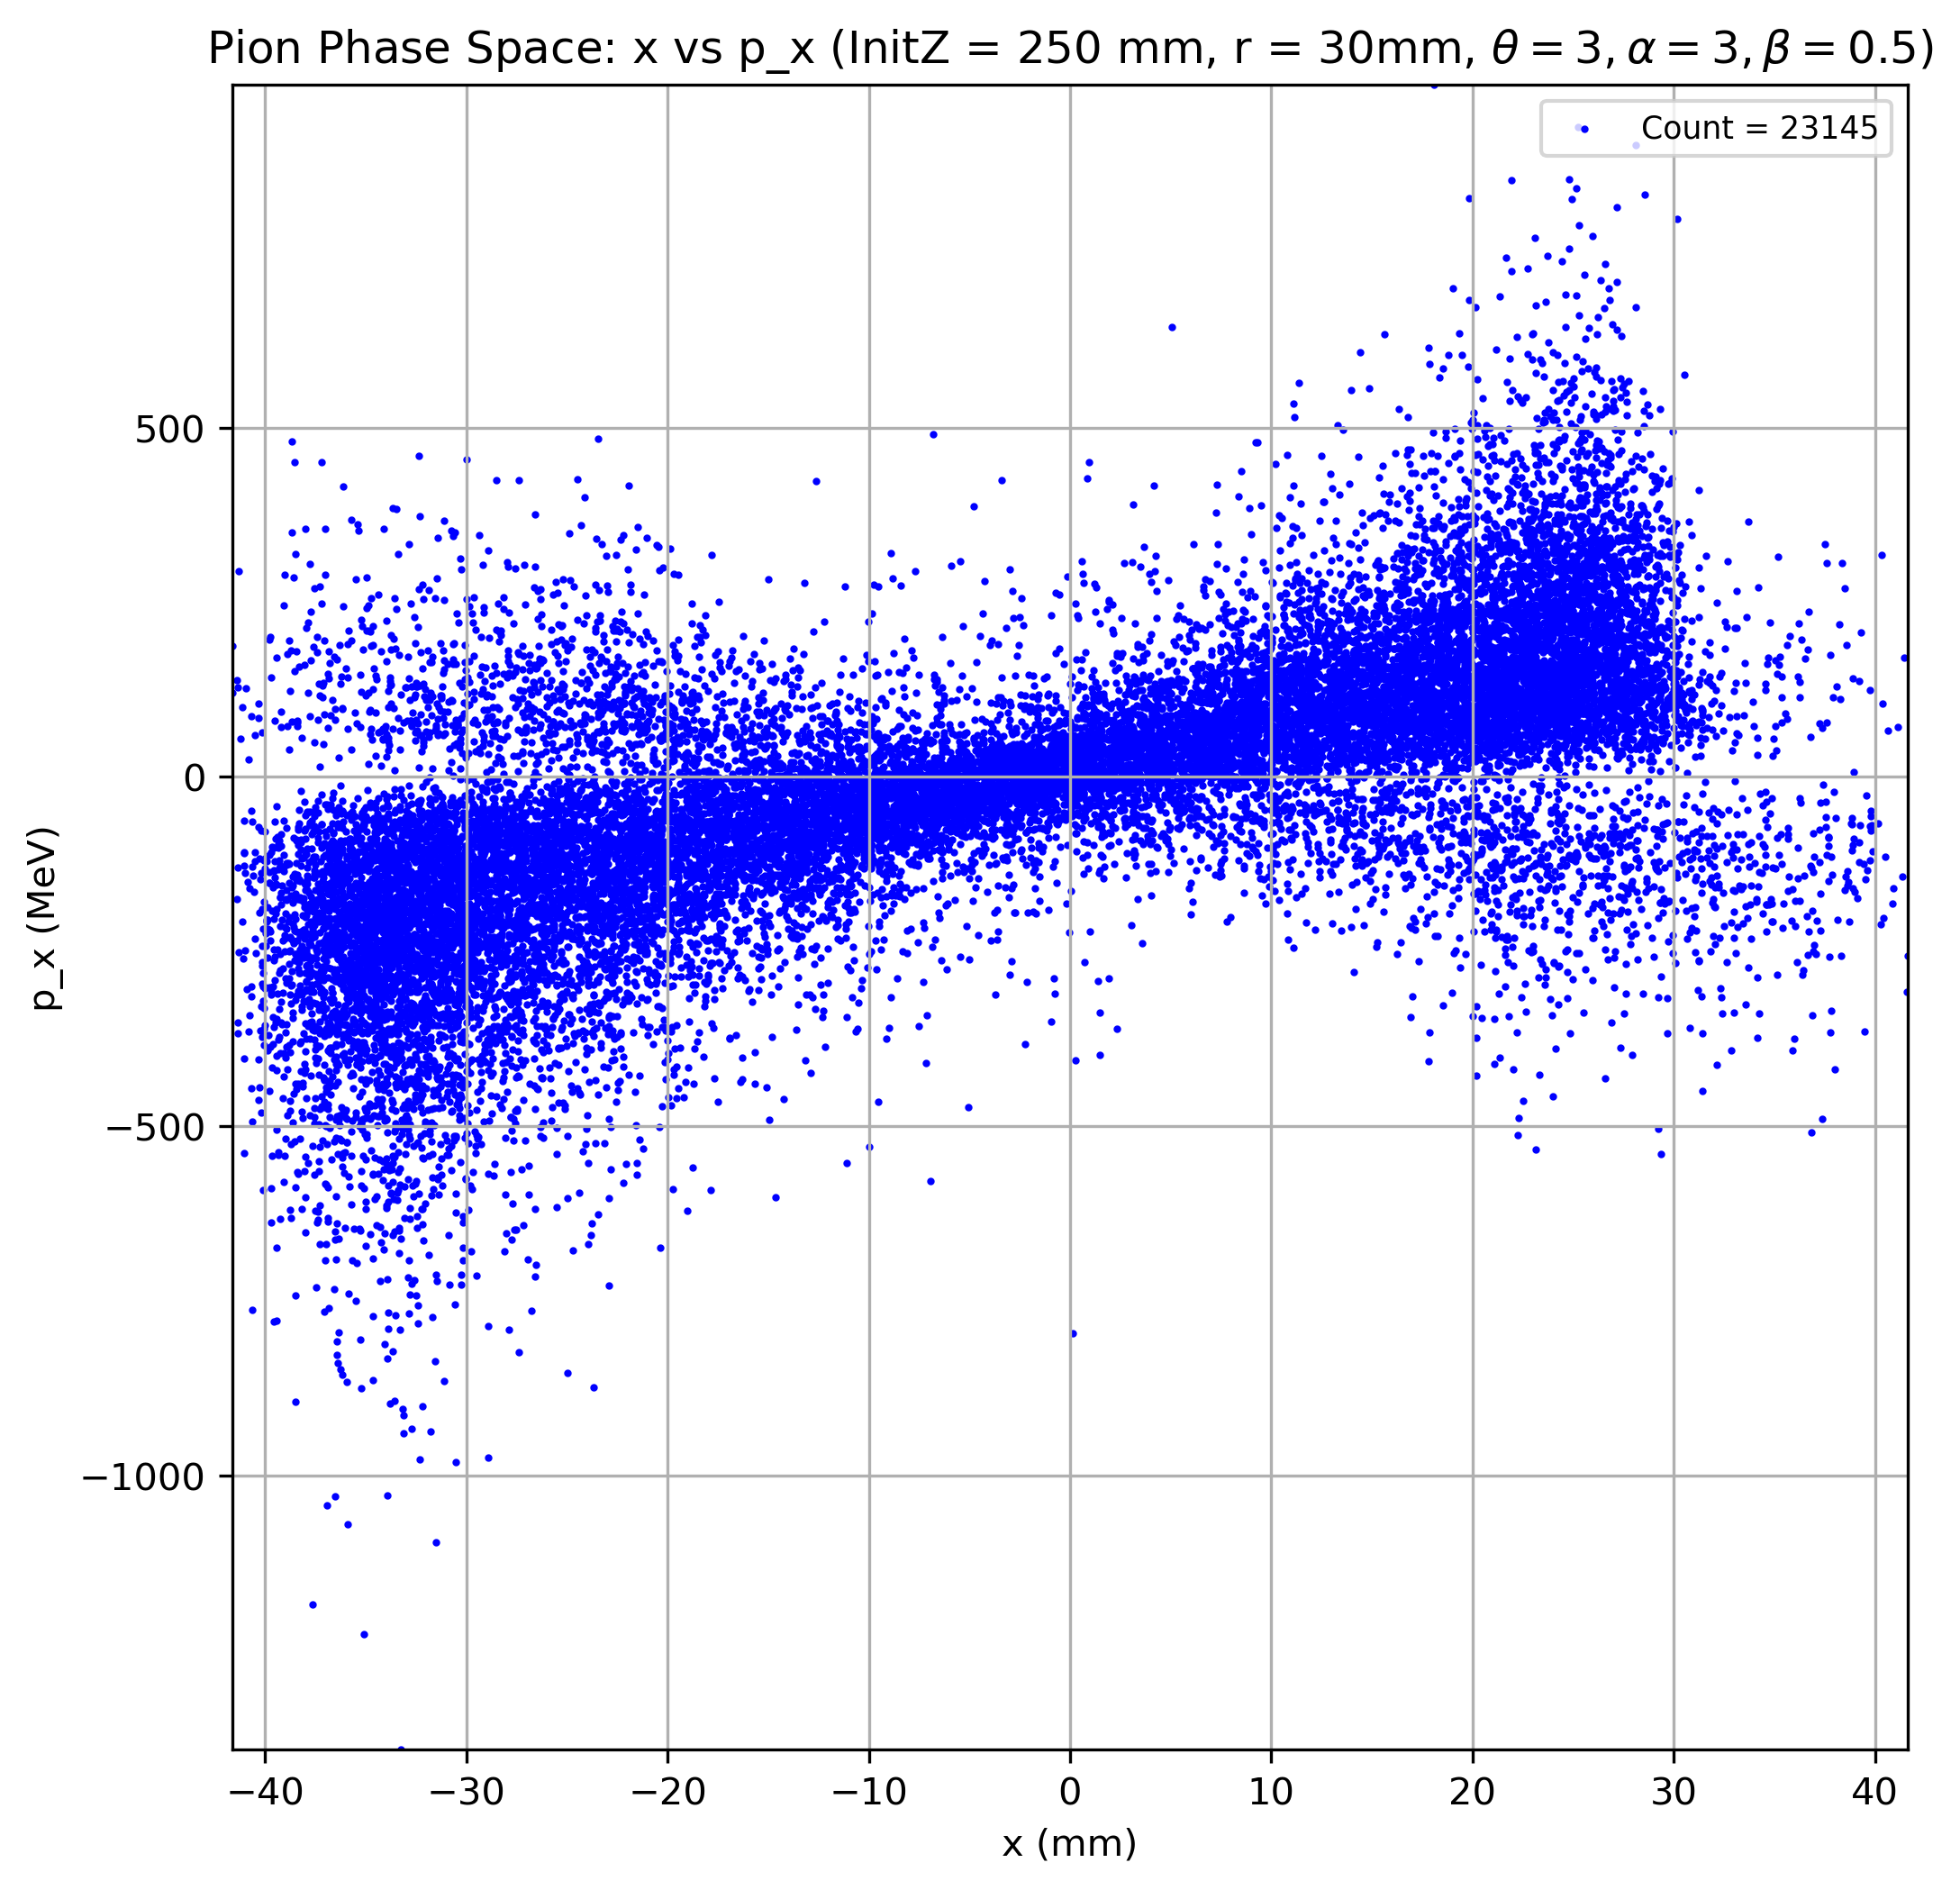 Pion Phase Space: x vs p_x (InitZ = 250 mm, r = 30mm, θ = 3, α = 3, β = 0.5)
Count = 23145
500
0
−500
−1000
p_x (MeV)
−40 −30 −20 −10 0 10 20 30 40
x (mm)